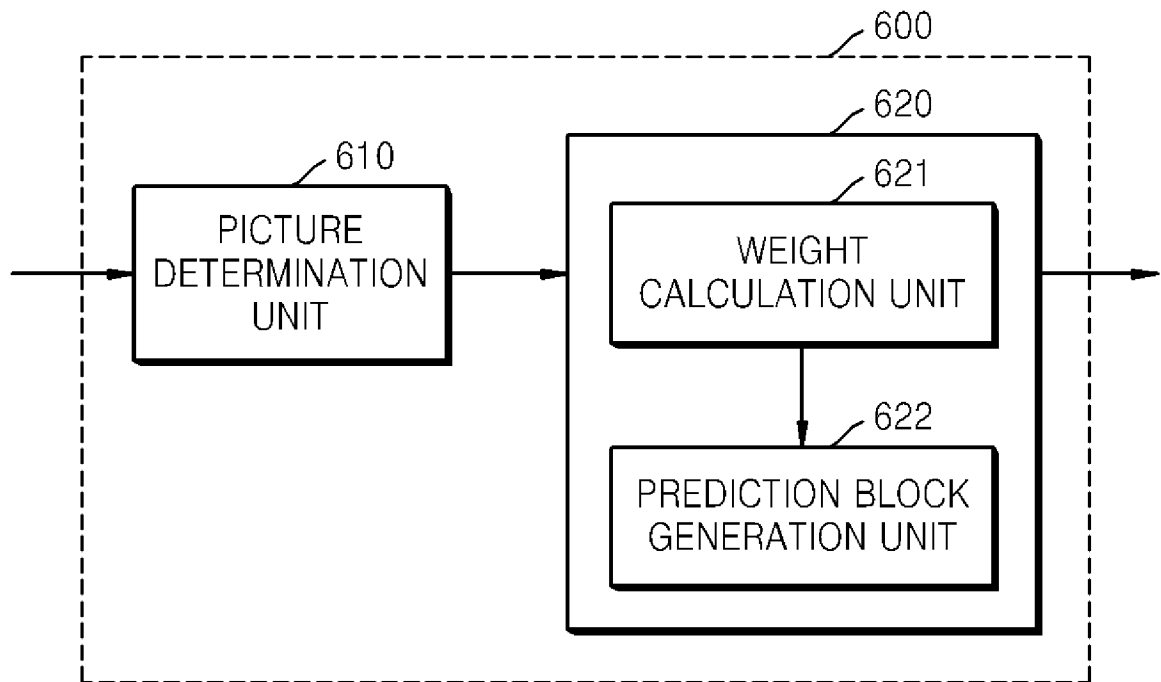 600
620
610
621
PICTURE
DETERMINATION
UNIT
WEIGHT
CALCULATION UNIT
622
PREDICTION BLOCK
GENERATION UNIT